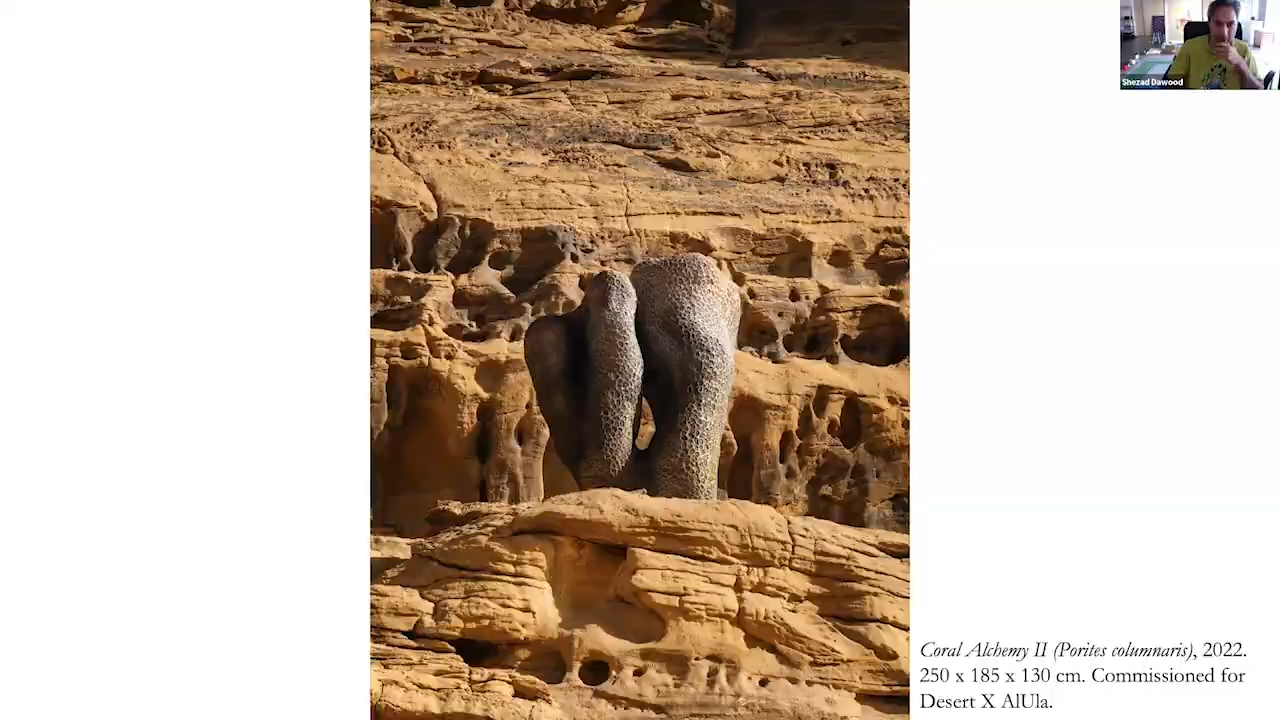 Shezad Dawood
Coral Alchemy II (Porites columnaris), 2022.
250 x 185 x 130 cm. Commissioned for
Desert X AlUla.